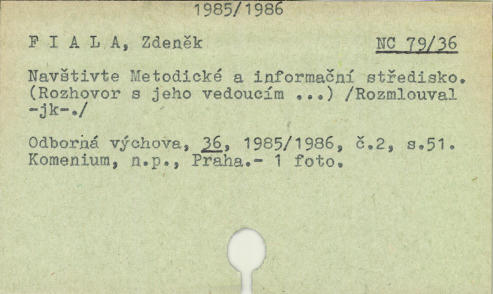 1985/1986
F I A L A, Zdeněk NC 79/36
Navštivte Metodické a informační středisko.
(Rozhovor s jeho vedoucím ...) /Rozmlouval
-jk-./
Odborná výchova, 36, 1985/1986, č.2, s.51.
Komenium, n.p., Praha.- 1 foto.